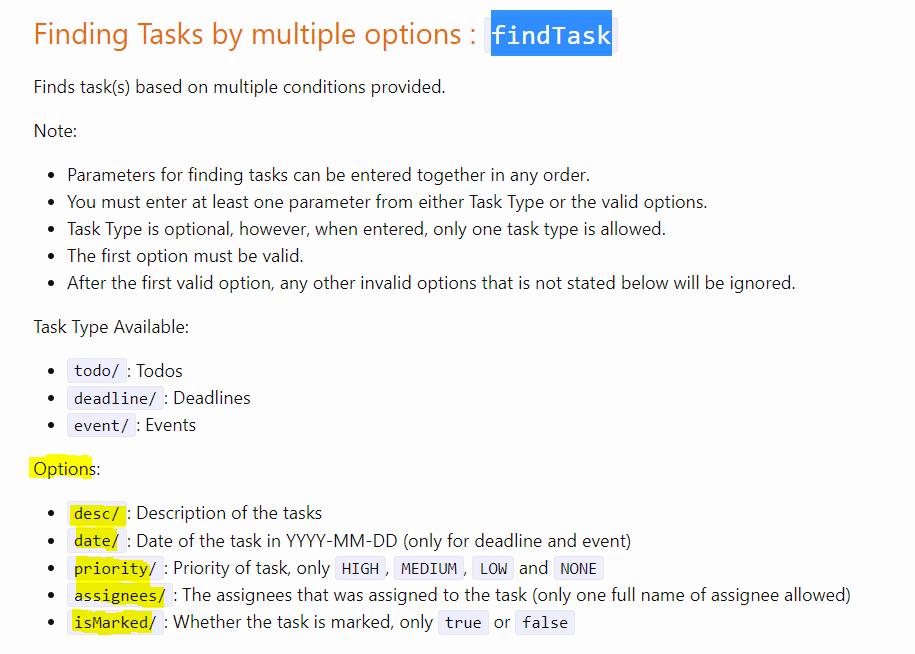 Finding Tasks by multiple options : findTask
Finds task(s) based on multiple conditions provided.
Note:
• Parameters for finding tasks can be entered together in any order.
• You must enter at least one parameter from either Task Type or the valid options.
• Task Type is optional, however, when entered, only one task type is allowed.
• The first option must be valid.
• After the first valid option, any other invalid options that is not stated below will be ignored.
Task Type Available:
• todo/ : Todos
• deadline/ : Deadlines
• event/ : Events
Options:
• desc/ : Description of the tasks
• date/ : Date of the task in YYYY-MM-DD (only for deadline and event)
• priority/ : Priority of task, only HIGH , MEDIUM , LOW and NONE
• assignees/ : The assignees that was assigned to the task (only one full name of assignee allowed)
• isMarked/ : Whether the task is marked, only true or false